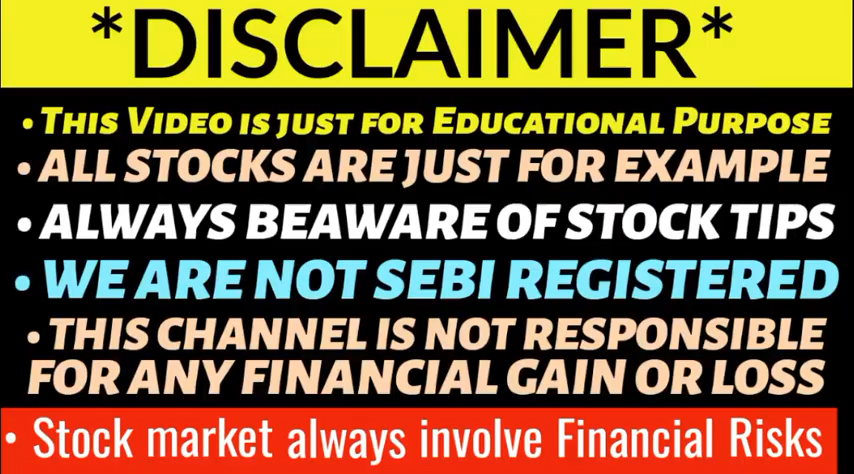 *DISCLAIMER*
• THIS VIDEO IS JUST FOR EDUCATIONAL PURPOSE
• ALL STOCKS ARE JUST FOR EXAMPLE
• ALWAYS BEAWARE OF STOCK TIPS
• WE ARE NOT SEBI REGISTERED
• THIS CHANNEL IS NOT RESPONSIBLE
FOR ANY FINANCIAL GAIN OR LOSS
• Stock market always involve Financial Risks